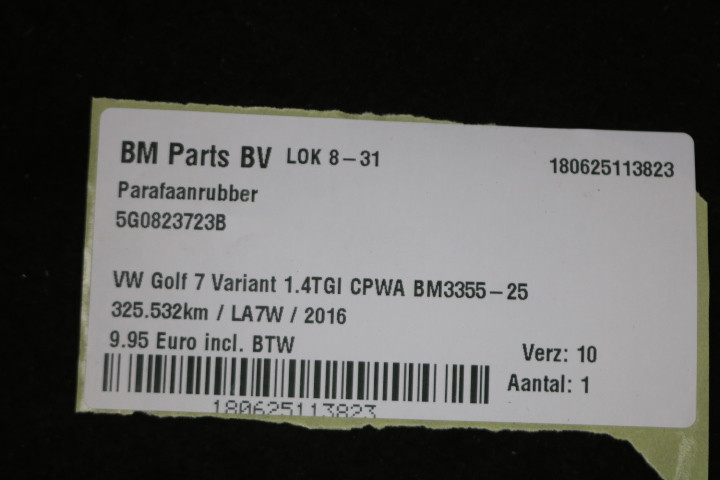 BM Parts BV LOK 8-31 180625113823
Parafaanrubber
5G0823723B
VW Golf 7 Variant 1.4TGI CPWA BM3355-25
325.532km / LA7W / 2016
9.95 Euro incl. BTW
Verz: 10
Aantal: 1
180625113823